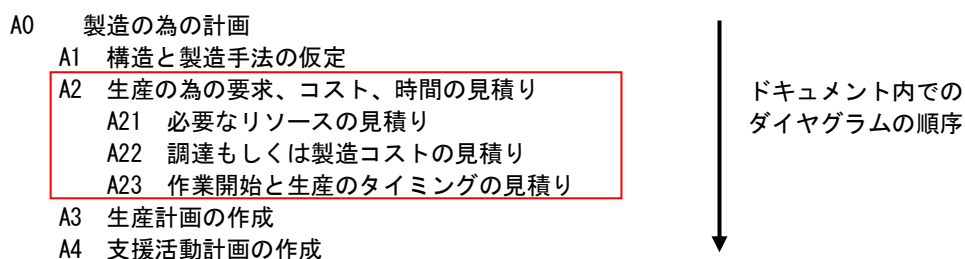 A0　製造の為の計画
A1　構造と製造手法の仮定
A2　生産の為の要求、コスト、時間の見積り
A21　必要なリソースの見積り
A22　調達もしくは製造コストの見積り
A23　作業開始と生産のタイミングの見積り
A3　生産計画の作成
A4　支援活動計画の作成
ドキュメント内での
ダイヤグラムの順序